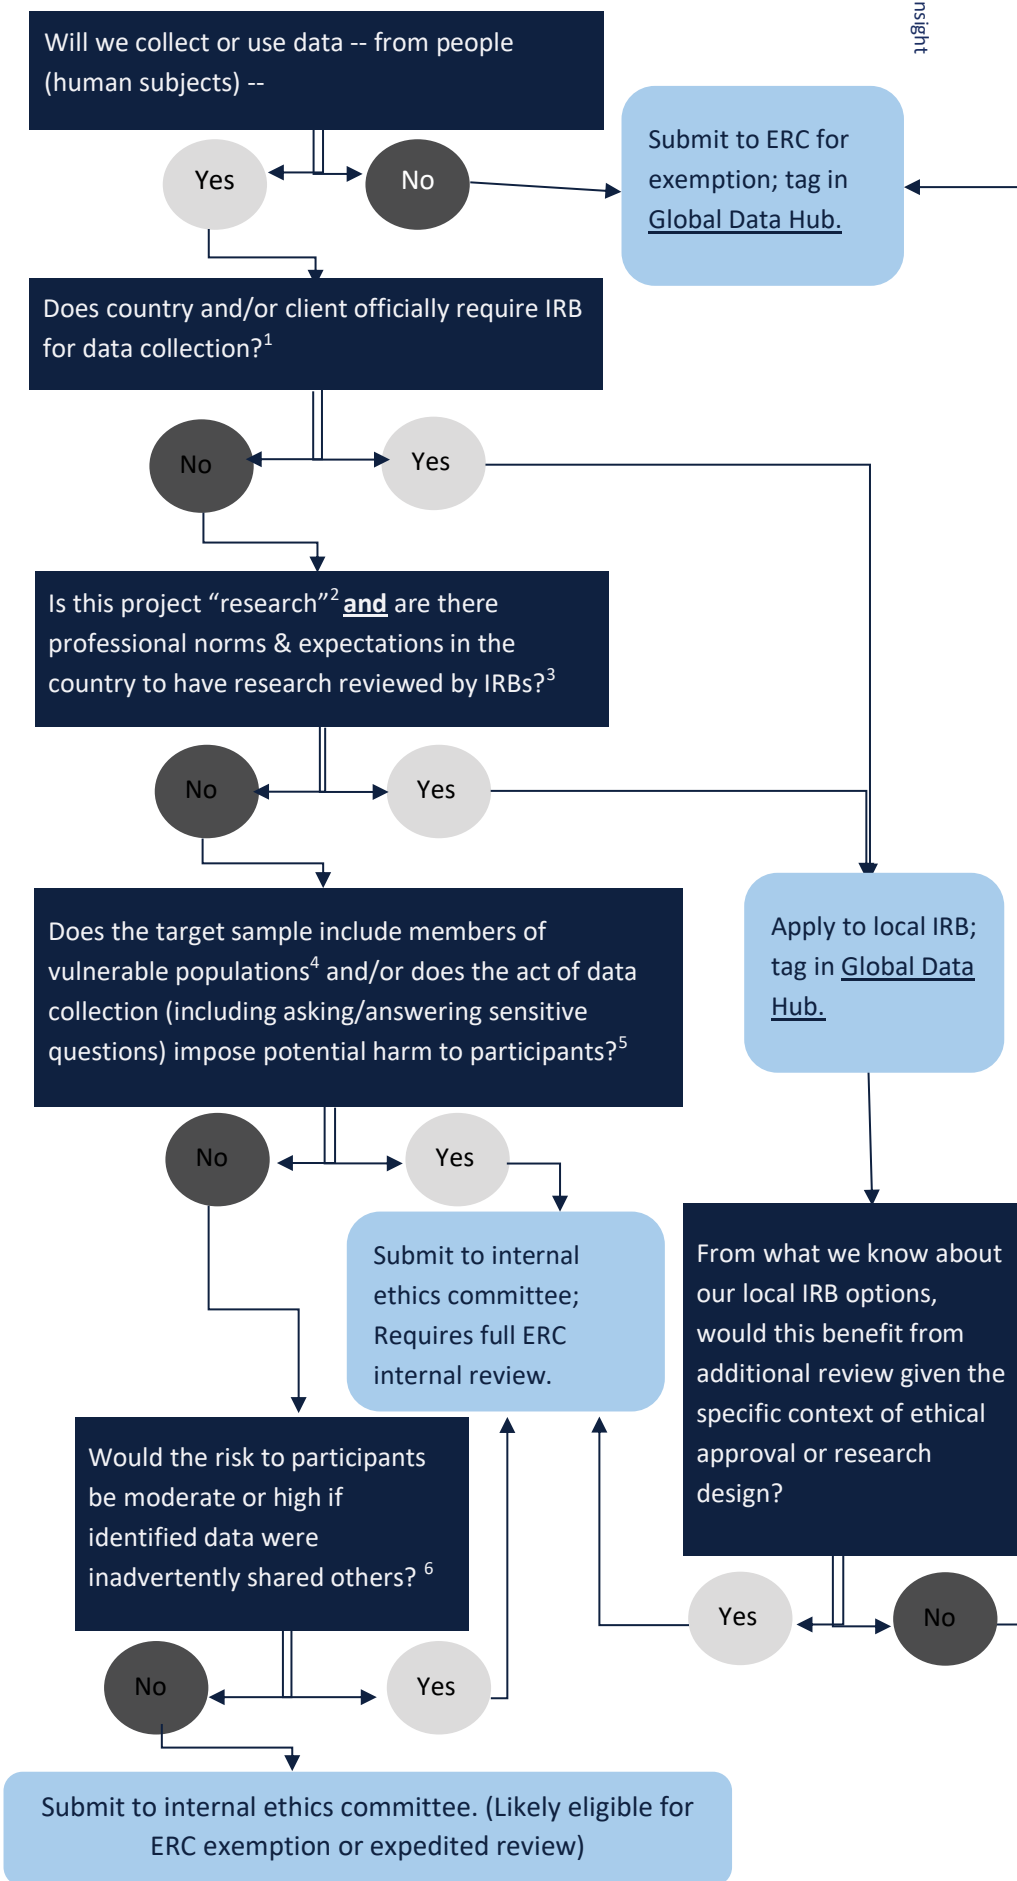 nsight
Will we collect or use data -- from people
(human subjects) --
Yes
No
Submit to ERC for
exemption; tag in
Global Data Hub.
Does country and/or client officially require IRB
for data collection?1
No
Yes
Is this project “research”2 and are there
professional norms & expectations in the
country to have research reviewed by IRBs?3
No
Yes
Does the target sample include members of
vulnerable populations4 and/or does the act of data
collection (including asking/answering sensitive
questions) impose potential harm to participants?5
Apply to local IRB;
tag in Global Data
Hub.
No
Yes
Submit to internal
ethics committee;
Requires full ERC
internal review.
From what we know about
our local IRB options,
would this benefit from
additional review given the
specific context of ethical
approval or research
design?
Would the risk to participants
be moderate or high if
identified data were
inadvertently shared others? 6
Yes
No
No
Yes
Submit to internal ethics committee. (Likely eligible for
ERC exemption or expedited review)